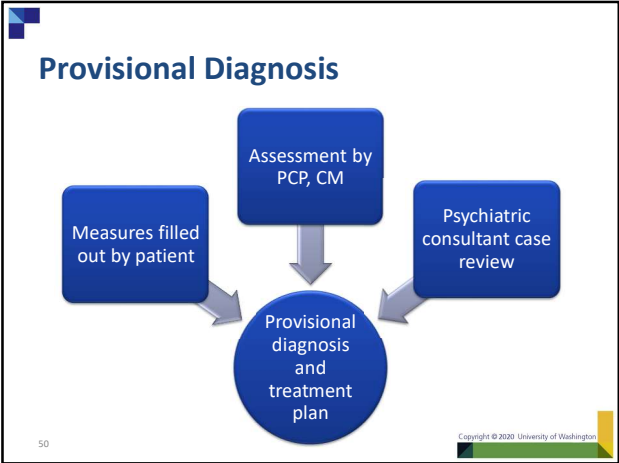 Provisional Diagnosis
Assessment by
PCP, CM
Measures filled
out by patient
Psychiatric
consultant case
review
Provisional
diagnosis
and
treatment
plan
50
Copyright © 2020 University of Washington